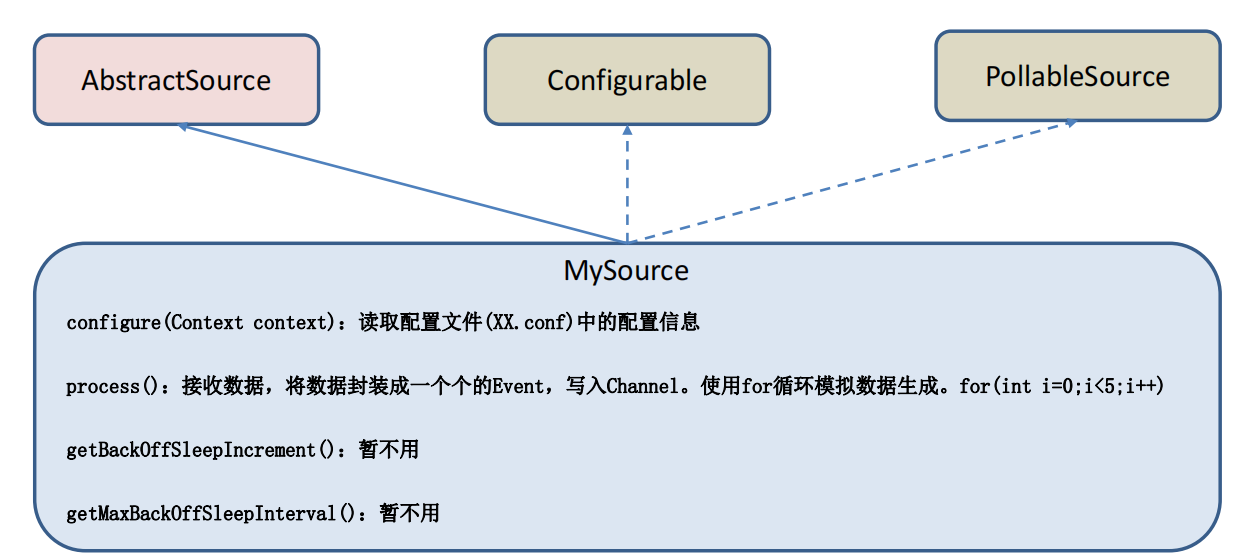 AbstractSource
Configurable
PollableSource
MySource
configure(Context context)：读取配置文件(XX.conf)中的配置信息
process()：接收数据，将数据封装成一个个的Event，写入Channel。使用for循环模拟数据生成。for(int i=0;i<5;i++)
getBackOffSleepIncrement()：暂不用
getMaxBackOffSleepInterval()：暂不用